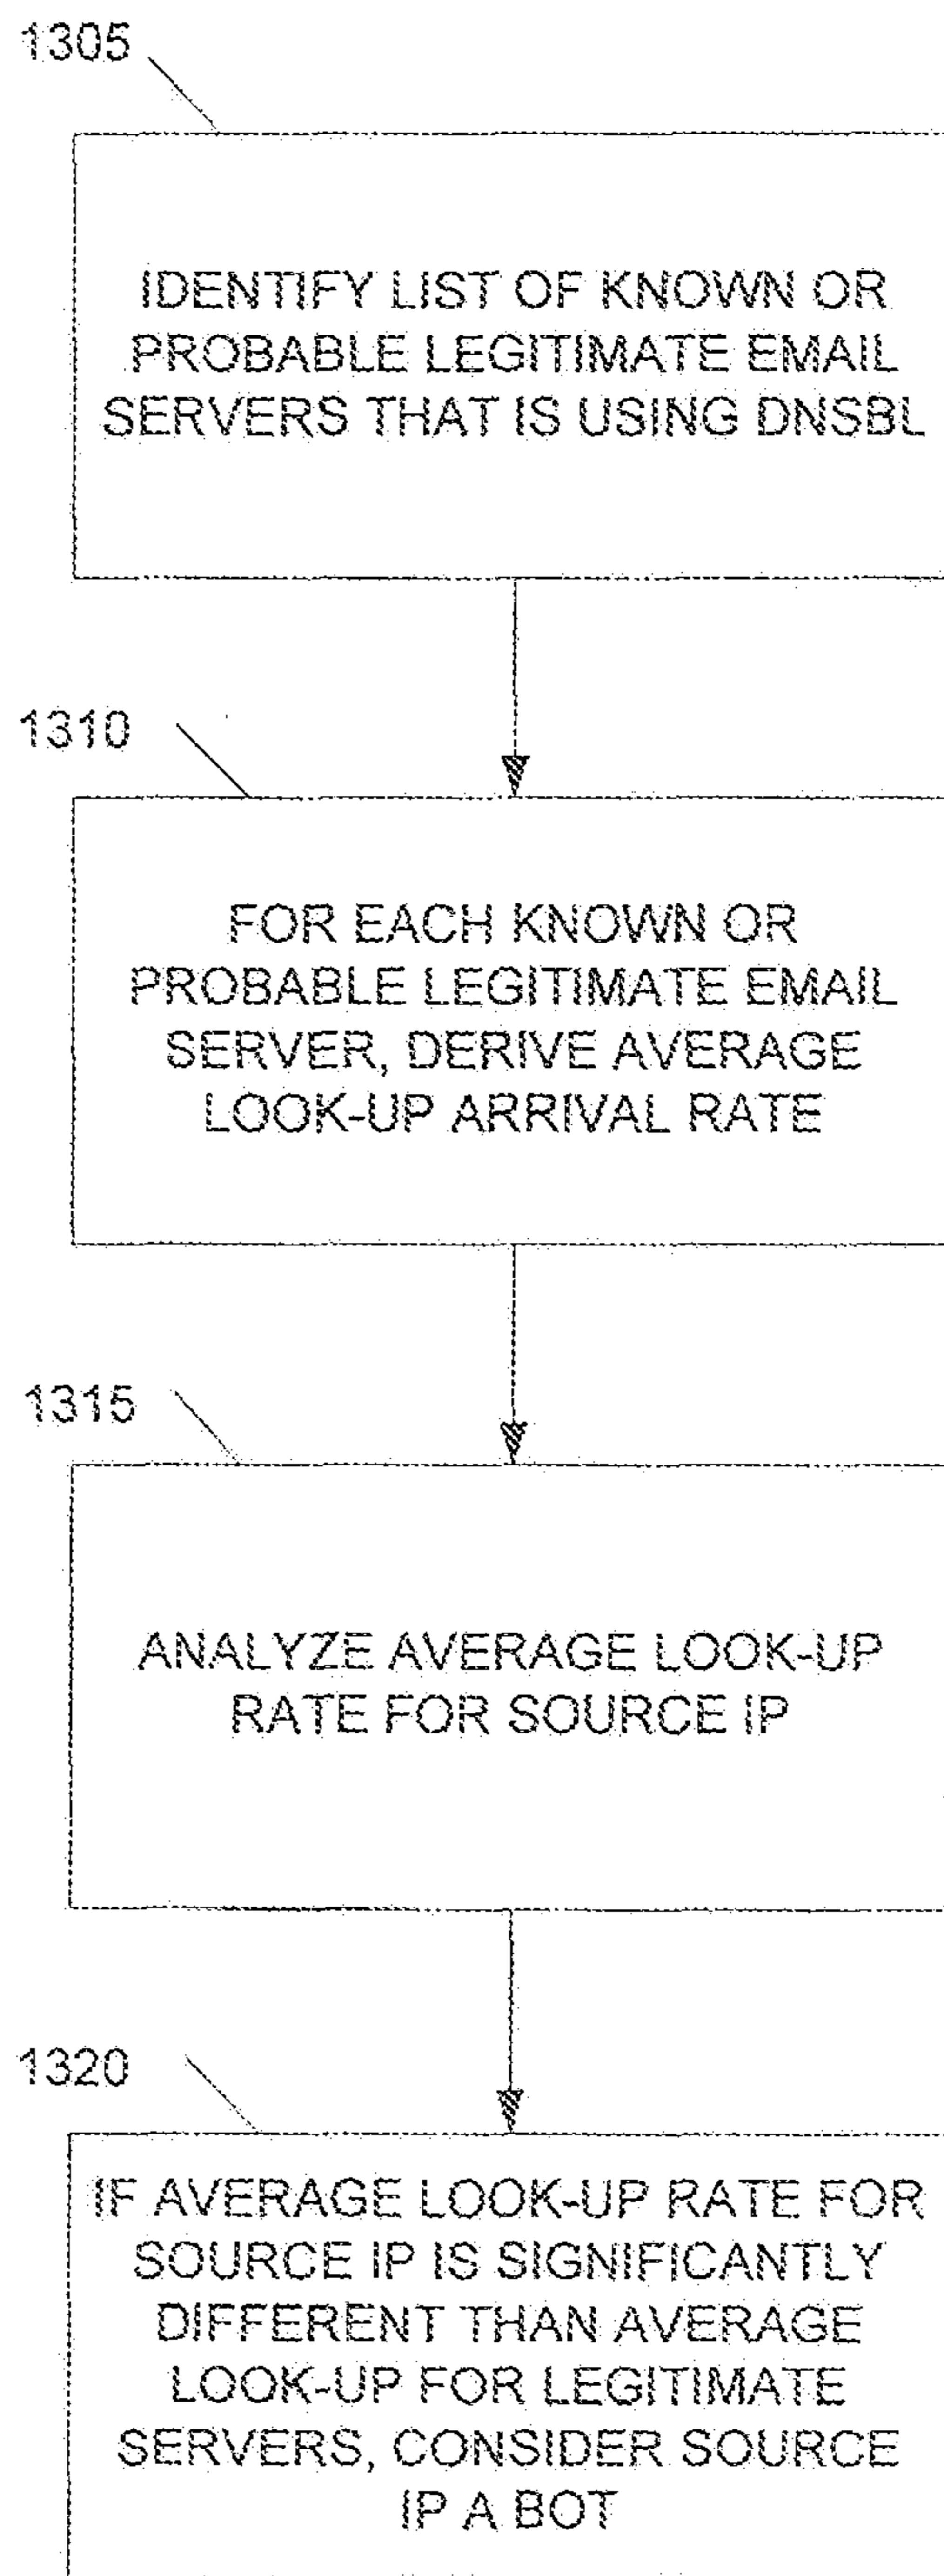 1305
IDENTIFY LIST OF KNOWN OR
PROBABLE LEGITIMATE EMAIL
SERVERS THAT IS USING DNSBL
1310
FOR EACH KNOWN OR
PROBABLE LEGITIMATE EMAIL
SERVER, DERIVE AVERAGE
LOOK-UP ARRIVAL RATE
1315
ANALYZE AVERAGE LOOK-UP
RATE FOR SOURCE IP
1320
IF AVERAGE LOOK-UP RATE FOR
SOURCE IP IS SIGNIFICANTLY
DIFFERENT THAN AVERAGE
LOOK-UP FOR LEGITIMATE
SERVERS, CONSIDER SOURCE
IP A BOT